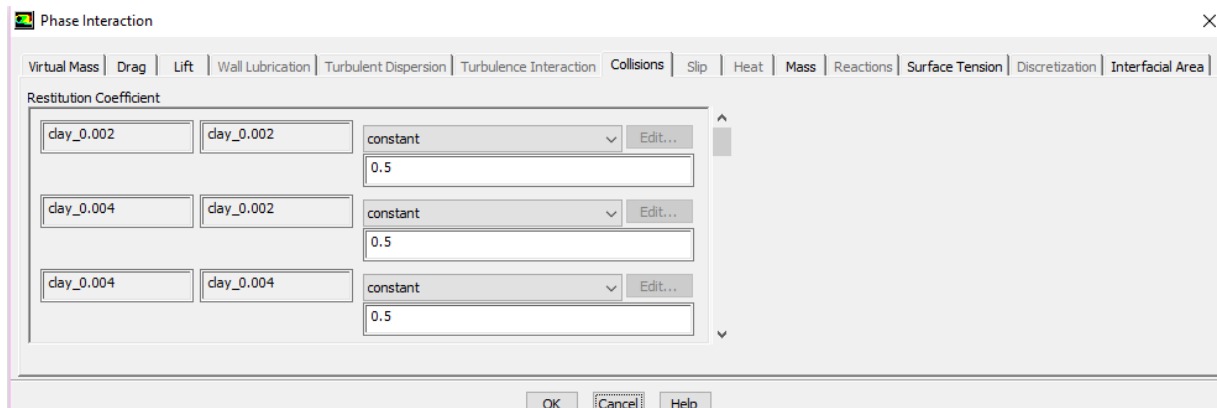 Phase Interaction
Virtual Mass Drag Lift Wall Lubrication Turbulent Dispersion Turbulence Interaction Collisions Slip Heat Mass Reactions Surface Tension Discretization Interfacial Area
Restitution Coefficient
clay_0.002 clay_0.002 constant Edit...
0.5
clay_0.004 clay_0.002 constant Edit...
0.5
clay_0.004 clay_0.004 constant Edit...
0.5
OK Cancel Help